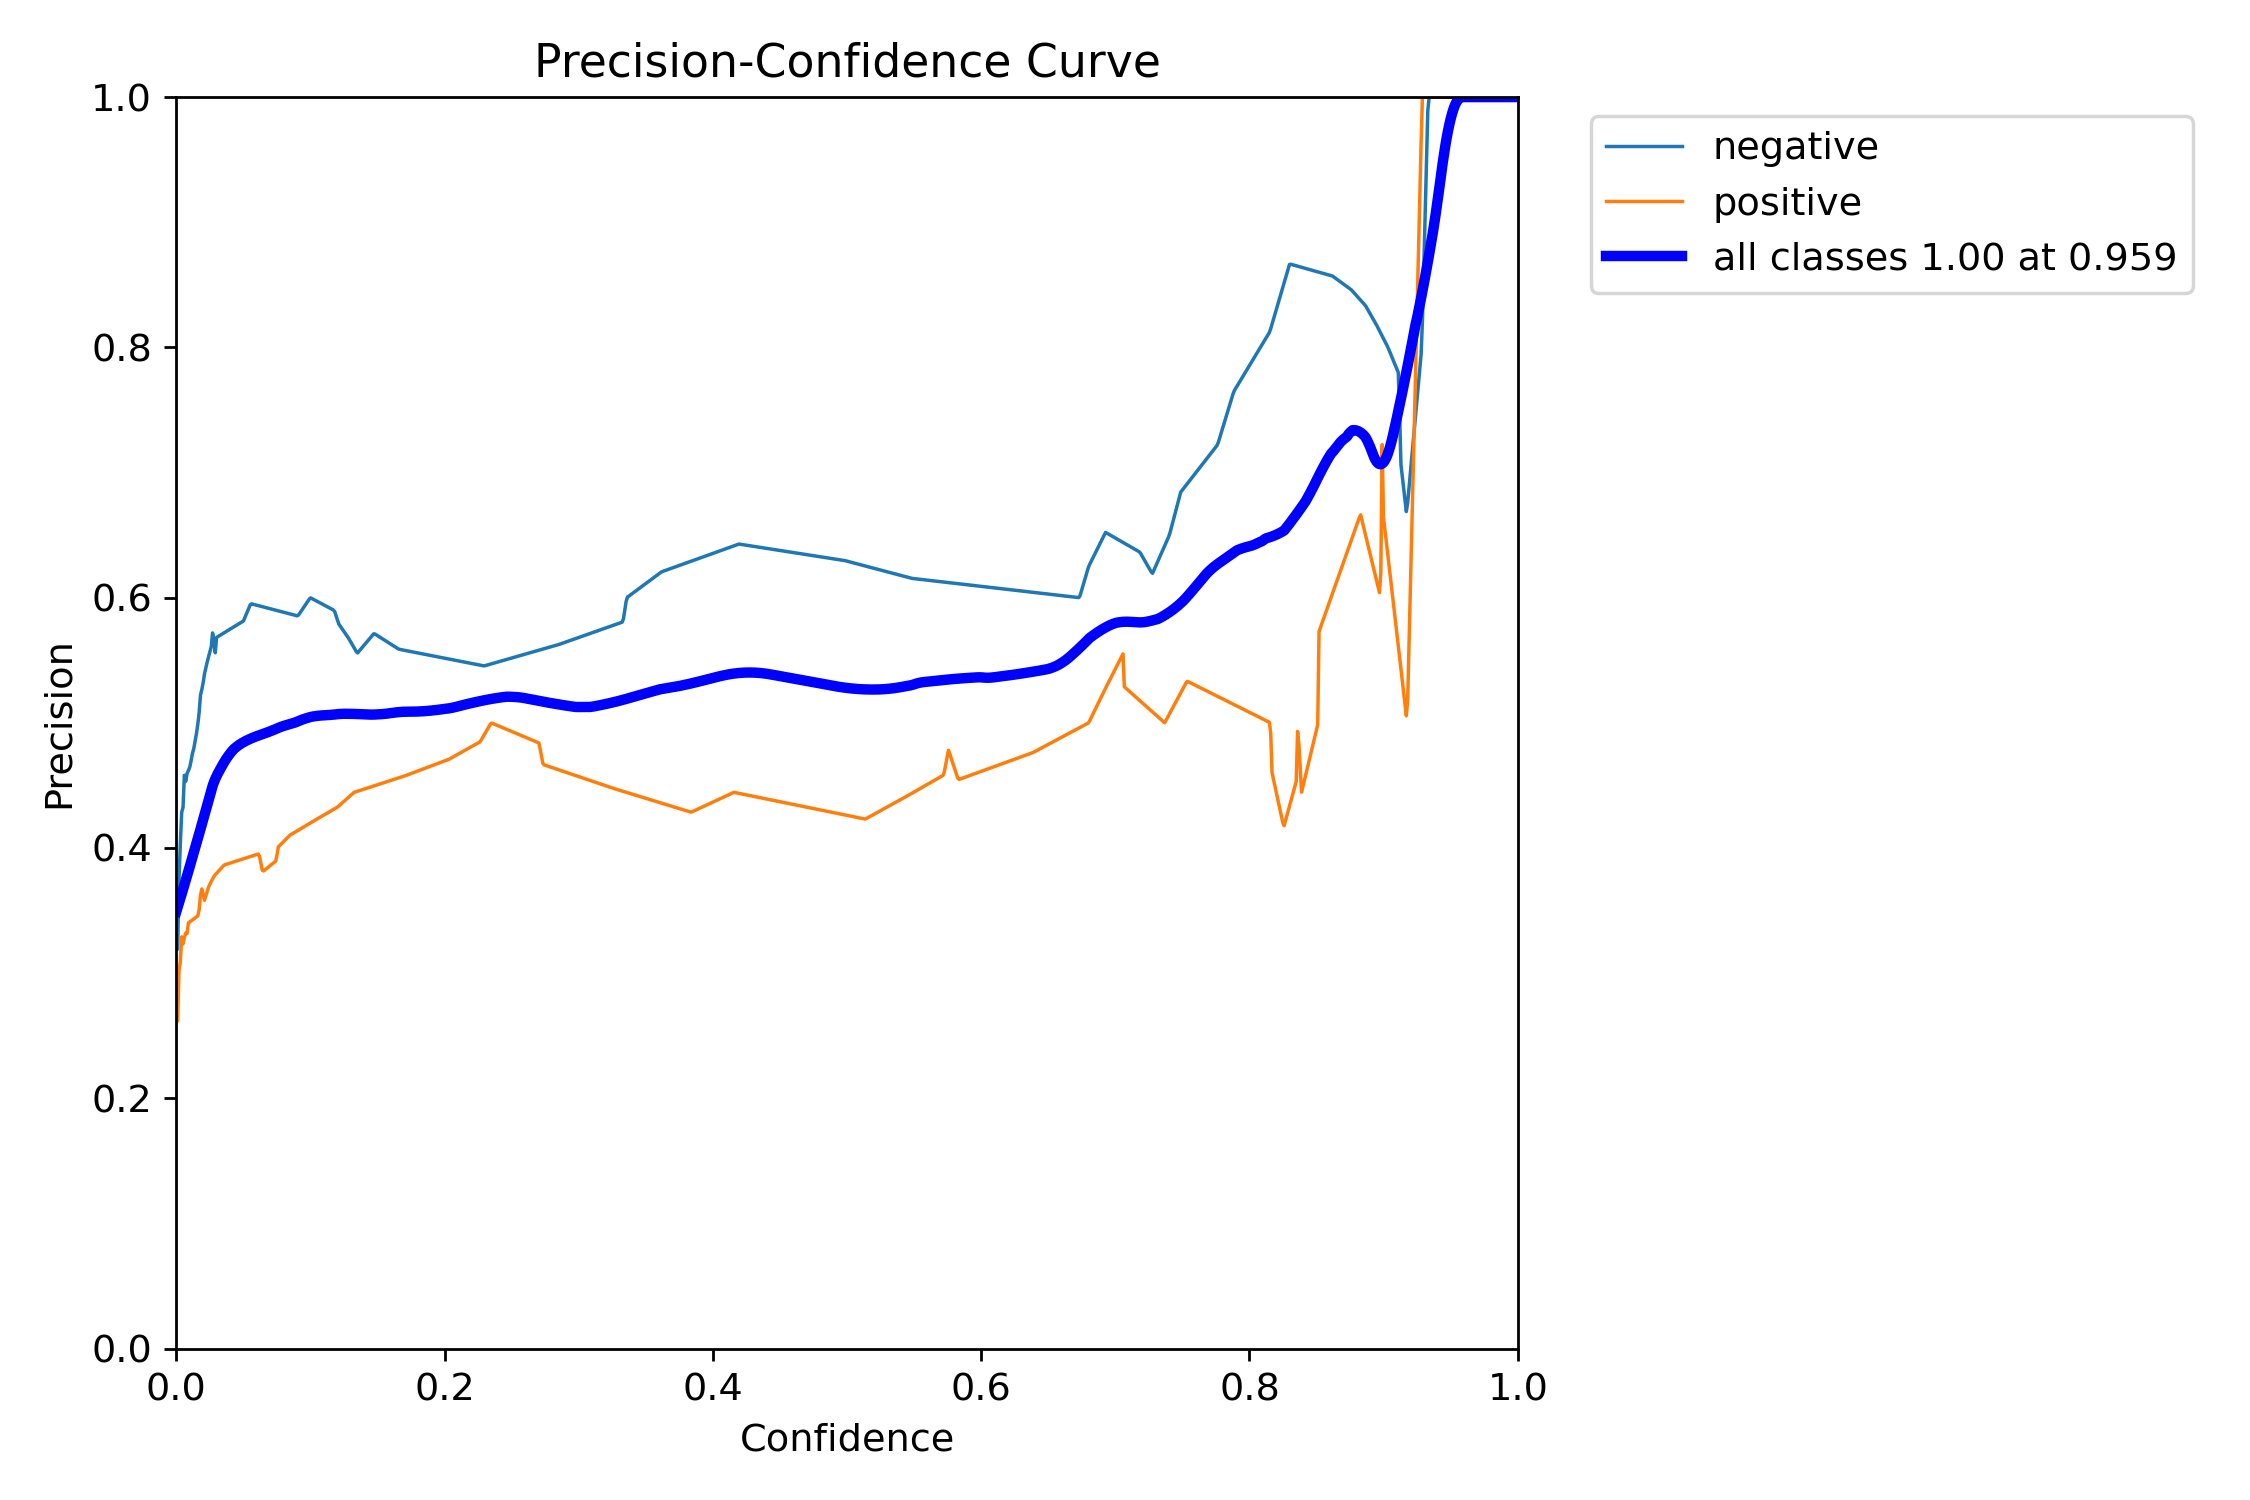 Precision-Confidence Curve
1.0
0.8
0.6
0.4
0.2
0.0
Precision
0.0 0.2 0.4 0.6 0.8 1.0
Confidence
negative
positive
all classes 1.00 at 0.959